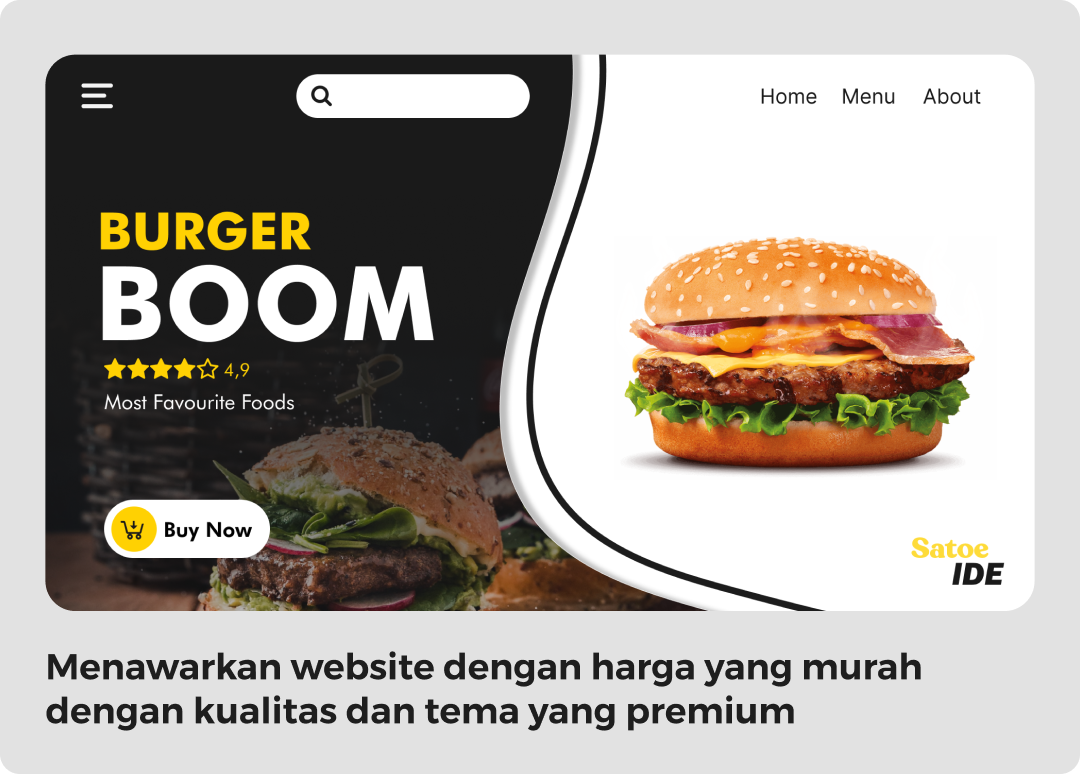 Home Menu About
BURGER
BOOM
4,9
Most Favourite Foods
Buy Now
Satoe
IDE
Menawarkan website dengan harga yang murah
dengan kualitas dan tema yang premium